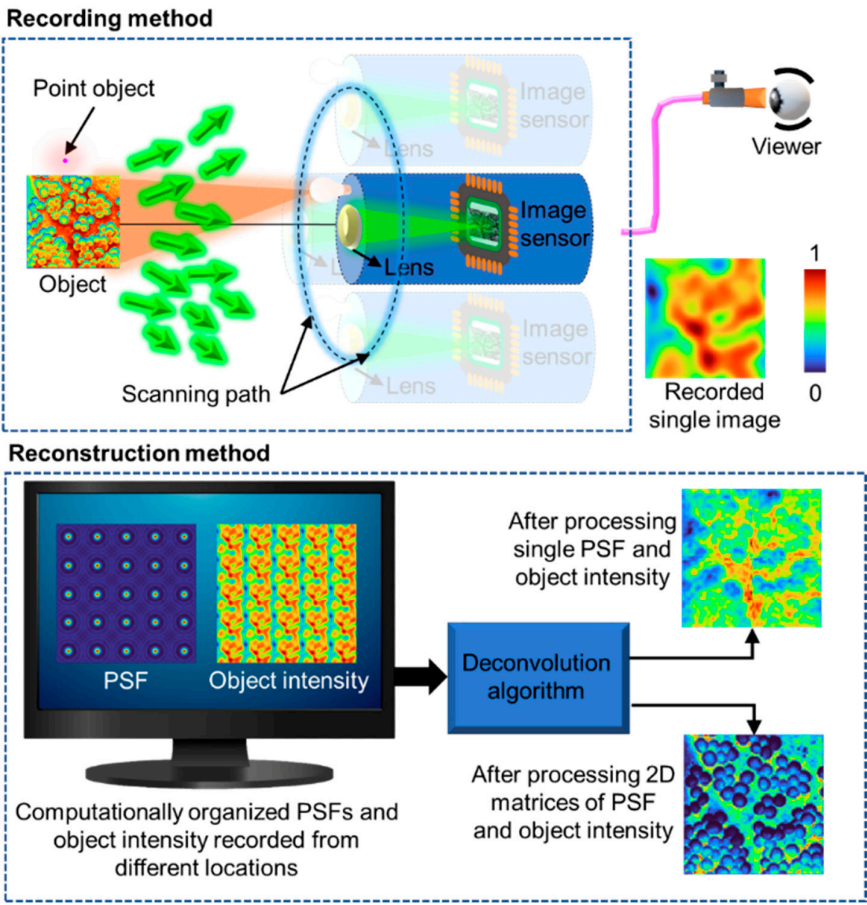 Recording method
Point object
Object
Image
sensor
Lens
Image
sensor
Lens
Image
sensor
Lens
Scanning path
Viewer
1
0
Recorded
single image
Reconstruction method
PSF
Object intensity
Computationally organized PSFs and
object intensity recorded from
different locations
Deconvolution
algorithm
After processing
single PSF and
object intensity
After processing 2D
matrices of PSF
and object intensity